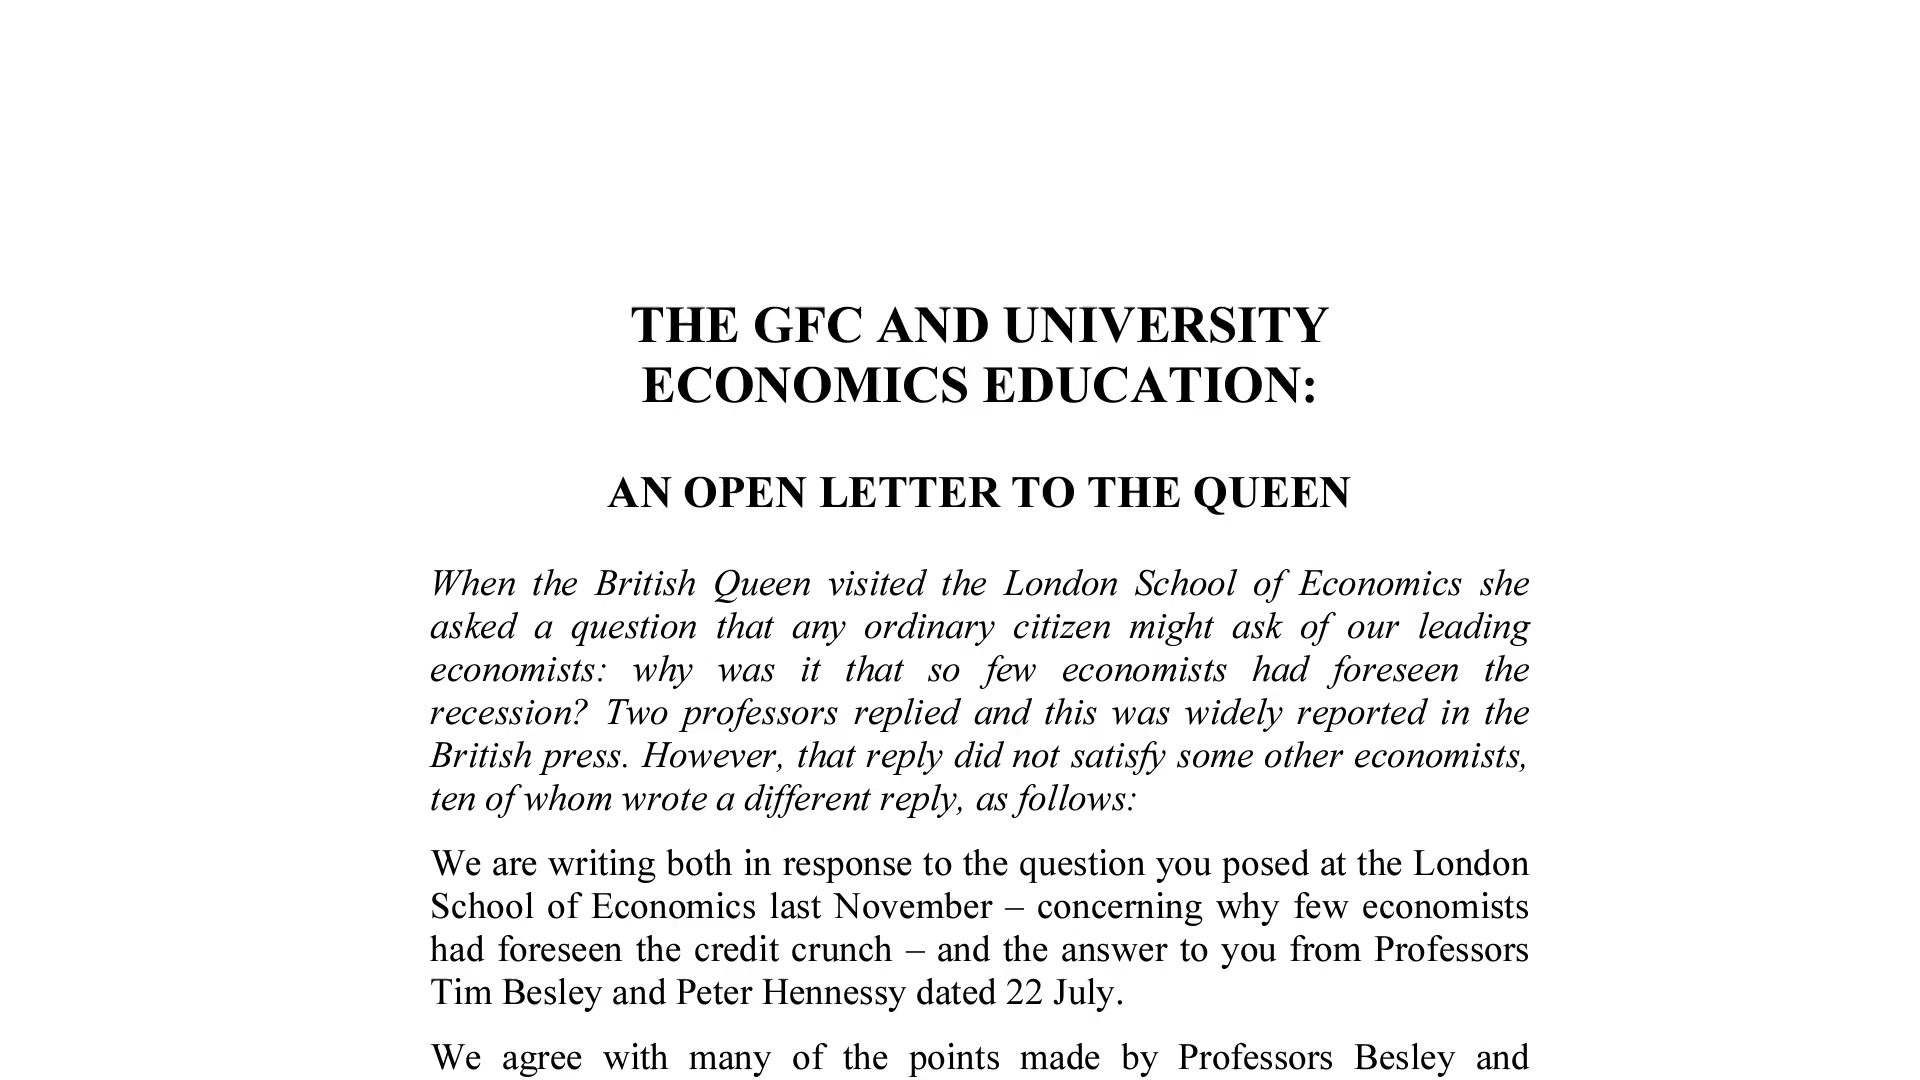 THE GFC AND UNIVERSITY
ECONOMICS EDUCATION:
AN OPEN LETTER TO THE QUEEN
When the British Queen visited the London School of Economics she
asked a question that any ordinary citizen might ask of our leading
economists: why was it that so few economists had foreseen the
recession? Two professors replied and this was widely reported in the
British press. However, that reply did not satisfy some other economists,
ten of whom wrote a different reply, as follows:
We are writing both in response to the question you posed at the London
School of Economics last November – concerning why few economists
had foreseen the credit crunch – and the answer to you from Professors
Tim Besley and Peter Hennessy dated 22 July.
We agree with many of the points made by Professors Besley and